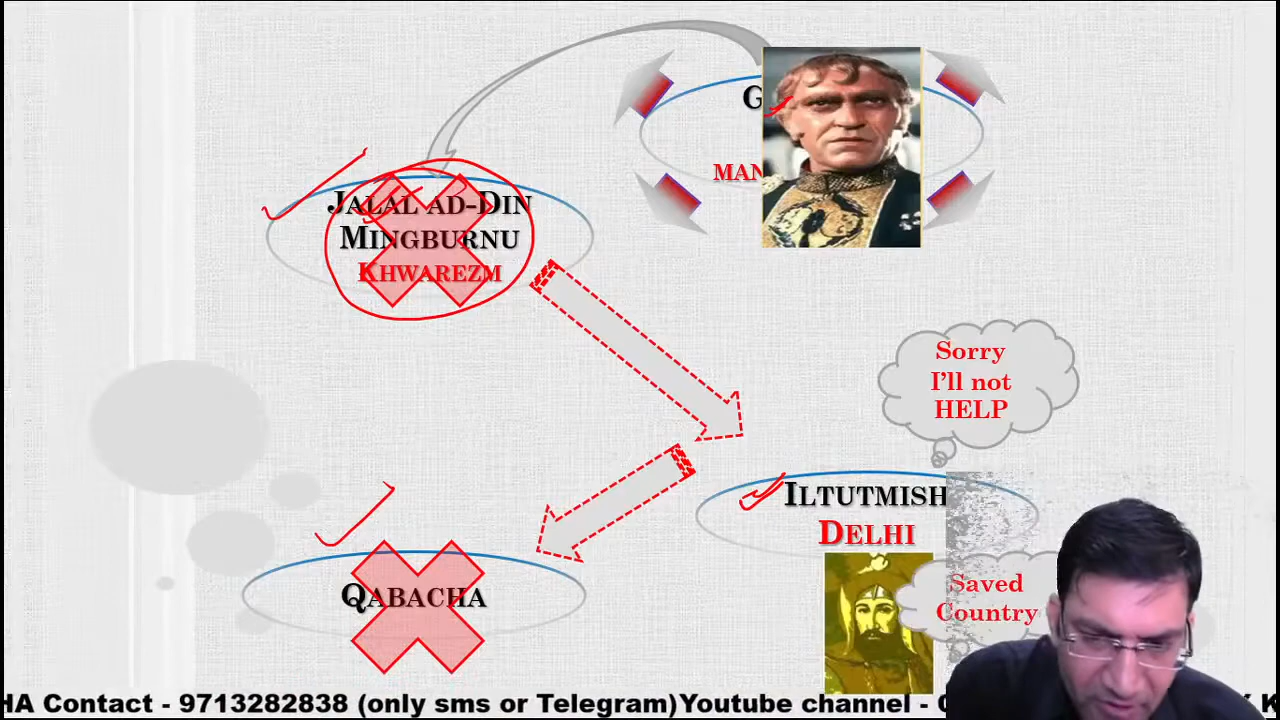 G
MAN
JALAL AD-DIN
MINGBURNU
KHWAREZM
Sorry
I'll not
HELP
ILTUTMISH
DELHI
QABACHA
Saved
Country
HA Contact - 9713282838 (only sms or Telegram)Youtube channel -